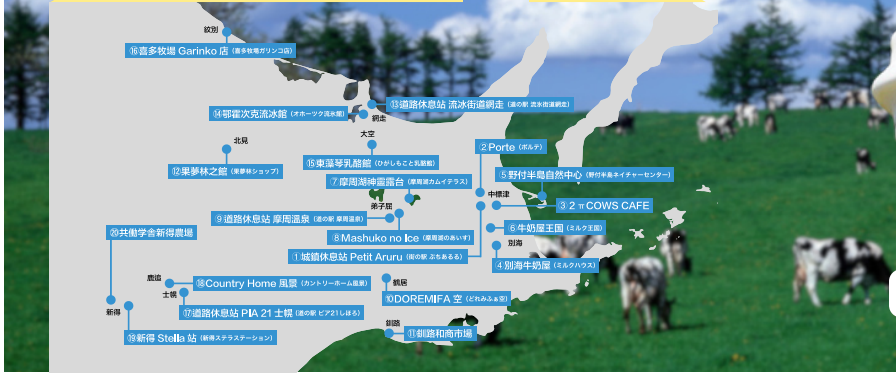 紋別
⑯喜多牧場 Garinko 店（喜多牧場ガリンコ店）
⑬道路休息站 流冰街道網走（道の駅 流氷街道網走）
⑭鄂霍次克流冰館（オホーツク流氷館）
網走
大空
北見
②Porte（ポルテ）
⑮東藻琴乳酪館（ひがしもこと乳酪館）
⑫果夢林之館（果夢林ショップ）
⑤野付半島自然中心（野付半島ネイチャーセンター）
⑦摩周湖神靈露台（摩周湖カムイテラス）
中標津
弟子屈
③2πCOWS CAFE
⑨道路休息站 摩周溫泉（道の駅 摩周温泉）
⑥牛奶屋王国（ミルク王国）
⑳共働学舎新得農場
⑧Mashuko no Ice（摩周湖のあいす）
別海
①城鎮休息站 Petit Aruru（街の駅 ぷちあるる）
④別海牛奶屋（ミルクハウス）
鹿追
⑱Country Home 風景（カントリーホーム風景）
鶴居
士幌
⑩DOREMIFA 空（どれみふぁ空）
新得
⑰道路休息站 PIA 21 士幌（道の駅 ピア21しほろ）
釧路
⑲新得 Stella 站（新得ステラステーション）
⑪釧路和商市場